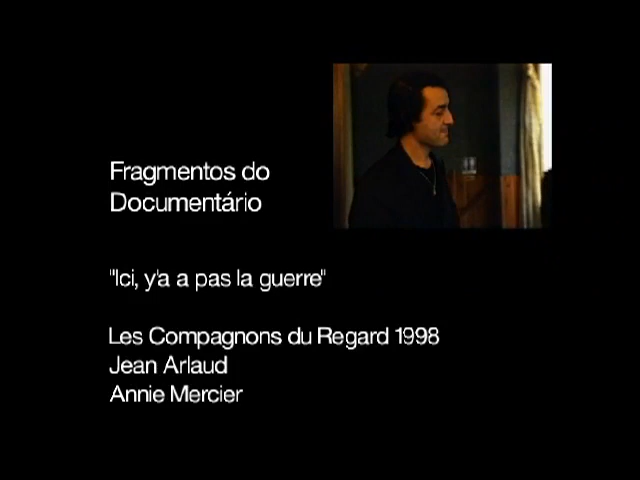 Fragmentos do
Documentário
"Ici, y'a a pas la guerre"
Les Compagnons du Regard 1998
Jean Arlaud
Annie Mercier